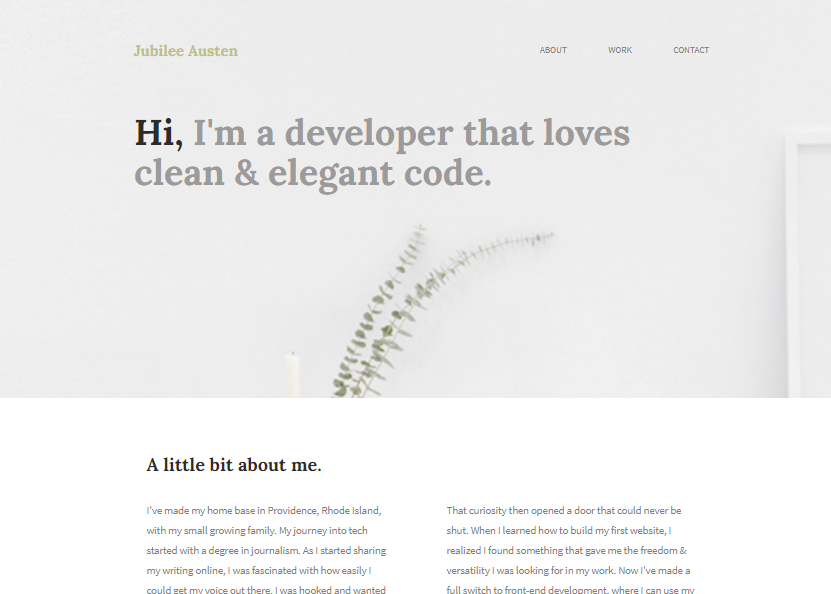 Jubilee Austen
ABOUT
WORK
CONTACT
Hi, I'm a developer that loves
clean & elegant code.
A little bit about me.
I've made my home base in Providence, Rhode Island,
with my small growing family. My journey into tech
started with a degree in journalism. As I started sharing
my writing online, I was fascinated with how easily I
could get my voice out there. I was hooked and wanted
That curiosity then opened a door that could never be
shut. When I learned how to build my first website, I
realized I found something that gave me the freedom &
versatility I was looking for in my work. Now I've made a
full switch to front-end development, where I can use my